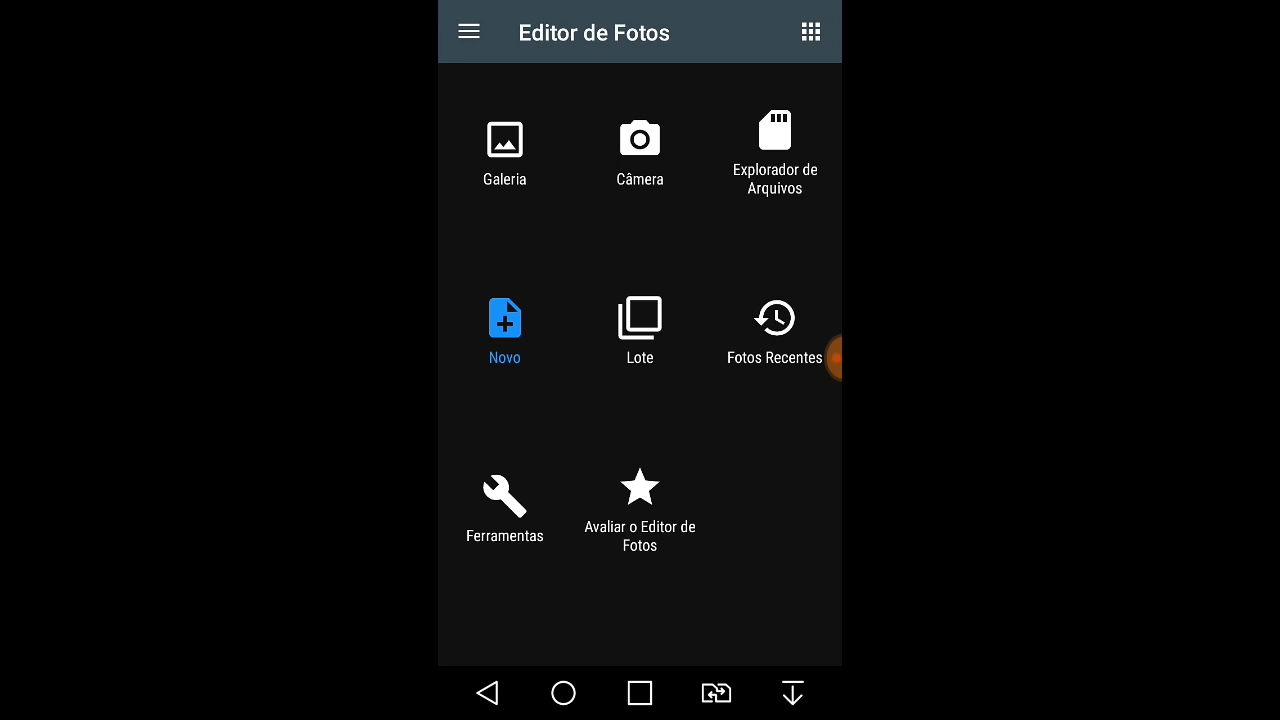 Editor de Fotos
Galeria
Câmera
Explorador de
Arquivos
Novo
Lote
Fotos Recentes
Ferramentas
Avaliar o Editor de
Fotos